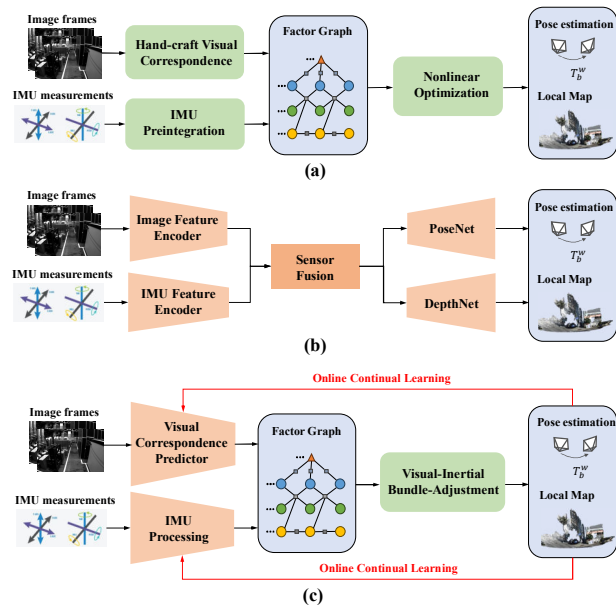 Image frames
Hand-craft Visual
Correspondence
Factor Graph
Nonlinear
Optimization
Pose estimation
T_b^w
Local Map
IMU measurements
IMU
Preintegration
(a)
Image frames
Image Feature
Encoder
Sensor
Fusion
PoseNet
Pose estimation
T_b^w
Local Map
IMU measurements
IMU Feature
Encoder
DepthNet
(b)
Online Continual Learning
Image frames
Visual
Correspondence
Predictor
Factor Graph
Visual-Inertial
Bundle-Adjustment
Pose estimation
T_b^w
Local Map
IMU measurements
IMU
Processing
Online Continual Learning
(c)